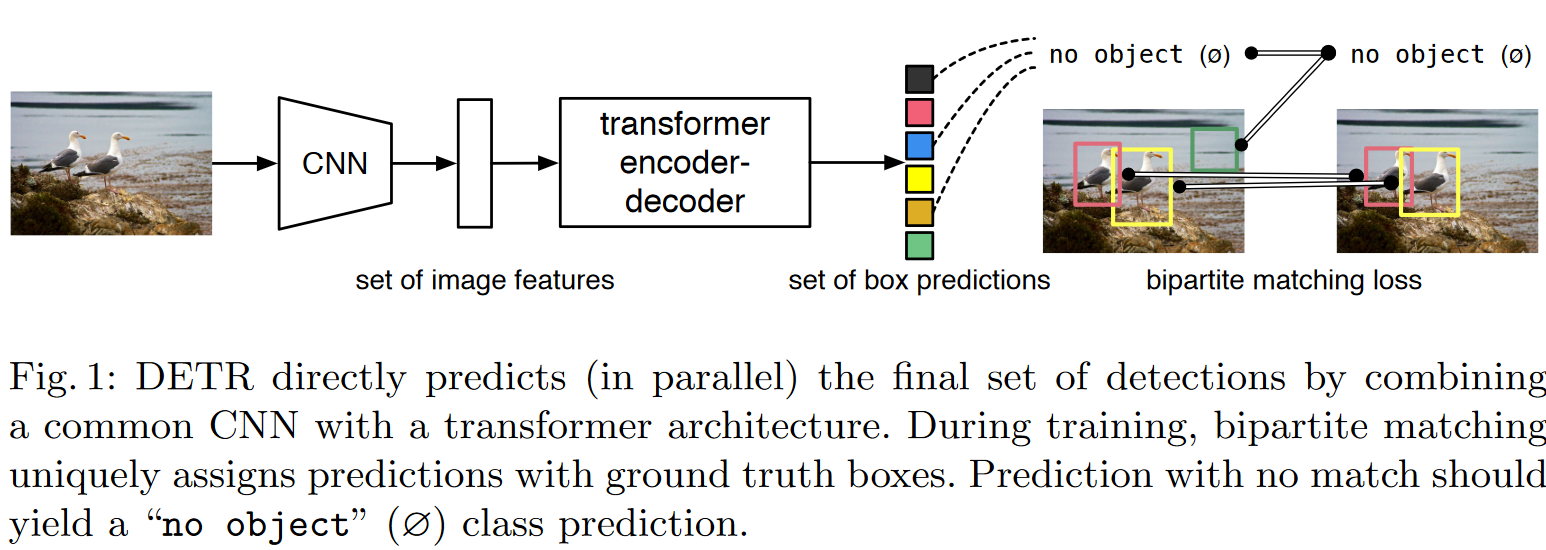 no object (∅)
no object (∅)
CNN
transformer
encoder-
decoder
set of image features
set of box predictions
bipartite matching loss
Fig. 1: DETR directly predicts (in parallel) the final set of detections by combining
a common CNN with a transformer architecture. During training, bipartite matching
uniquely assigns predictions with ground truth boxes. Prediction with no match should
yield a “no object” (∅) class prediction.